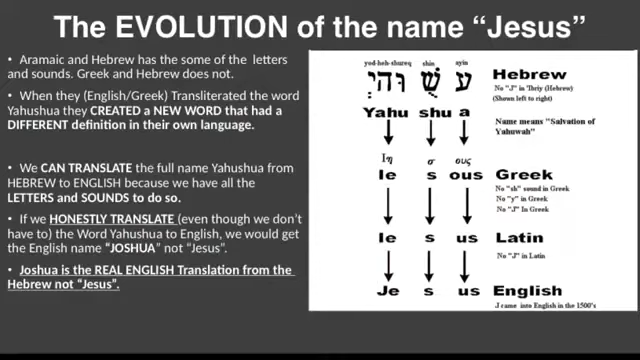 The EVOLUTION of the name “Jesus”
• Aramaic and Hebrew has the some of the letters
and sounds. Greek and Hebrew does not.
• When they (English/Greek) Transliterated the word
Yahushua they CREATED a NEW WORD that had a
DIFFERENT definition in their own language.
• We CAN TRANSLATE the full name Yahushua from
HEBREW to ENGLISH because we have all the
LETTERS and SOUNDS to do so.
• If we HONESTLY TRANSLATE (even though we don’t
have to) the Word Yahushua to English, we would get
the English name “JOSHUA” not “Jesus”.
• Joshua is the REAL ENGLISH Translation from the
Hebrew not “Jesus”.
yod-heh-shureq shin ayin
יְהוּ שֻׁ ע Hebrew
No "J" in Ibriy (Hebrew)
(Shown left to right)
Yahu shu a
Name means "Salvation of
Yahuwah"
Ιη σ ους
Ie s ous Greek
No "sh" sound in Greek
No "y" in Greek
No "J" In Greek
Ie s us Latin
No "J" in Latin
Je s us English
J came into English in the 1500's